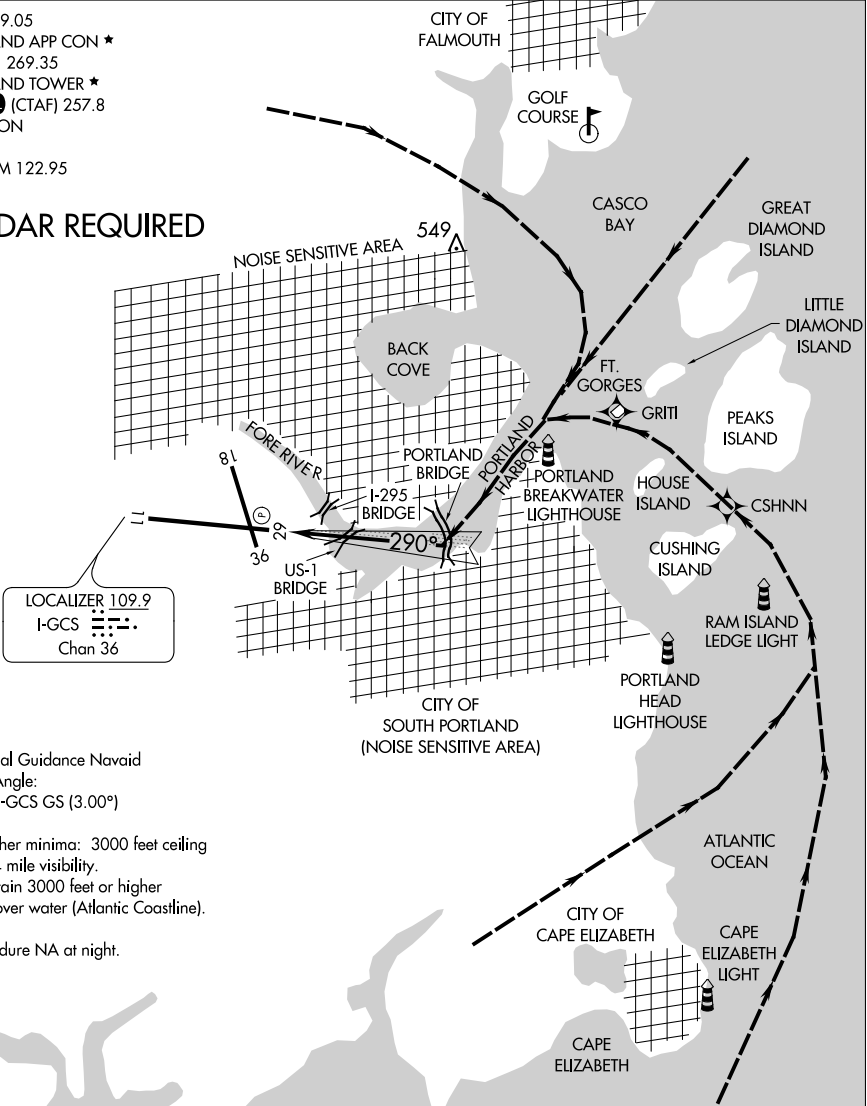 9.05
ND APP CON ★
269.35
ND TOWER ★
(CTAF) 257.8
ON
M 122.95
DAR REQUIRED
CITY OF
FALMOUTH
GOLF
COURSE
CASCO
BAY
GREAT
DIAMOND
ISLAND
LITTLE
DIAMOND
ISLAND
NOISE SENSITIVE AREA
549
BACK
COVE
FT.
GORGES
GRITI
PEAKS
ISLAND
FORE RIVER
PORTLAND
BRIDGE
PORTLAND
HARBOR
PORTLAND
BREAKWATER
LIGHTHOUSE
HOUSE
ISLAND
CSHNN
CUSHING
ISLAND
I-295
BRIDGE
18
11
P
29
36
290°
US-1
BRIDGE
LOCALIZER 109.9
I-GCS
Chan 36
RAM ISLAND
LEDGE LIGHT
PORTLAND
HEAD
LIGHTHOUSE
CITY OF
SOUTH PORTLAND
(NOISE SENSITIVE AREA)
al Guidance Navaid
Angle:
-GCS GS (3.00°)
her minima: 3000 feet ceiling
mile visibility.
ain 3000 feet or higher
over water (Atlantic Coastline).
dure NA at night.
ATLANTIC
OCEAN
CITY OF
CAPE ELIZABETH
CAPE
ELIZABETH
LIGHT
CAPE
ELIZABETH